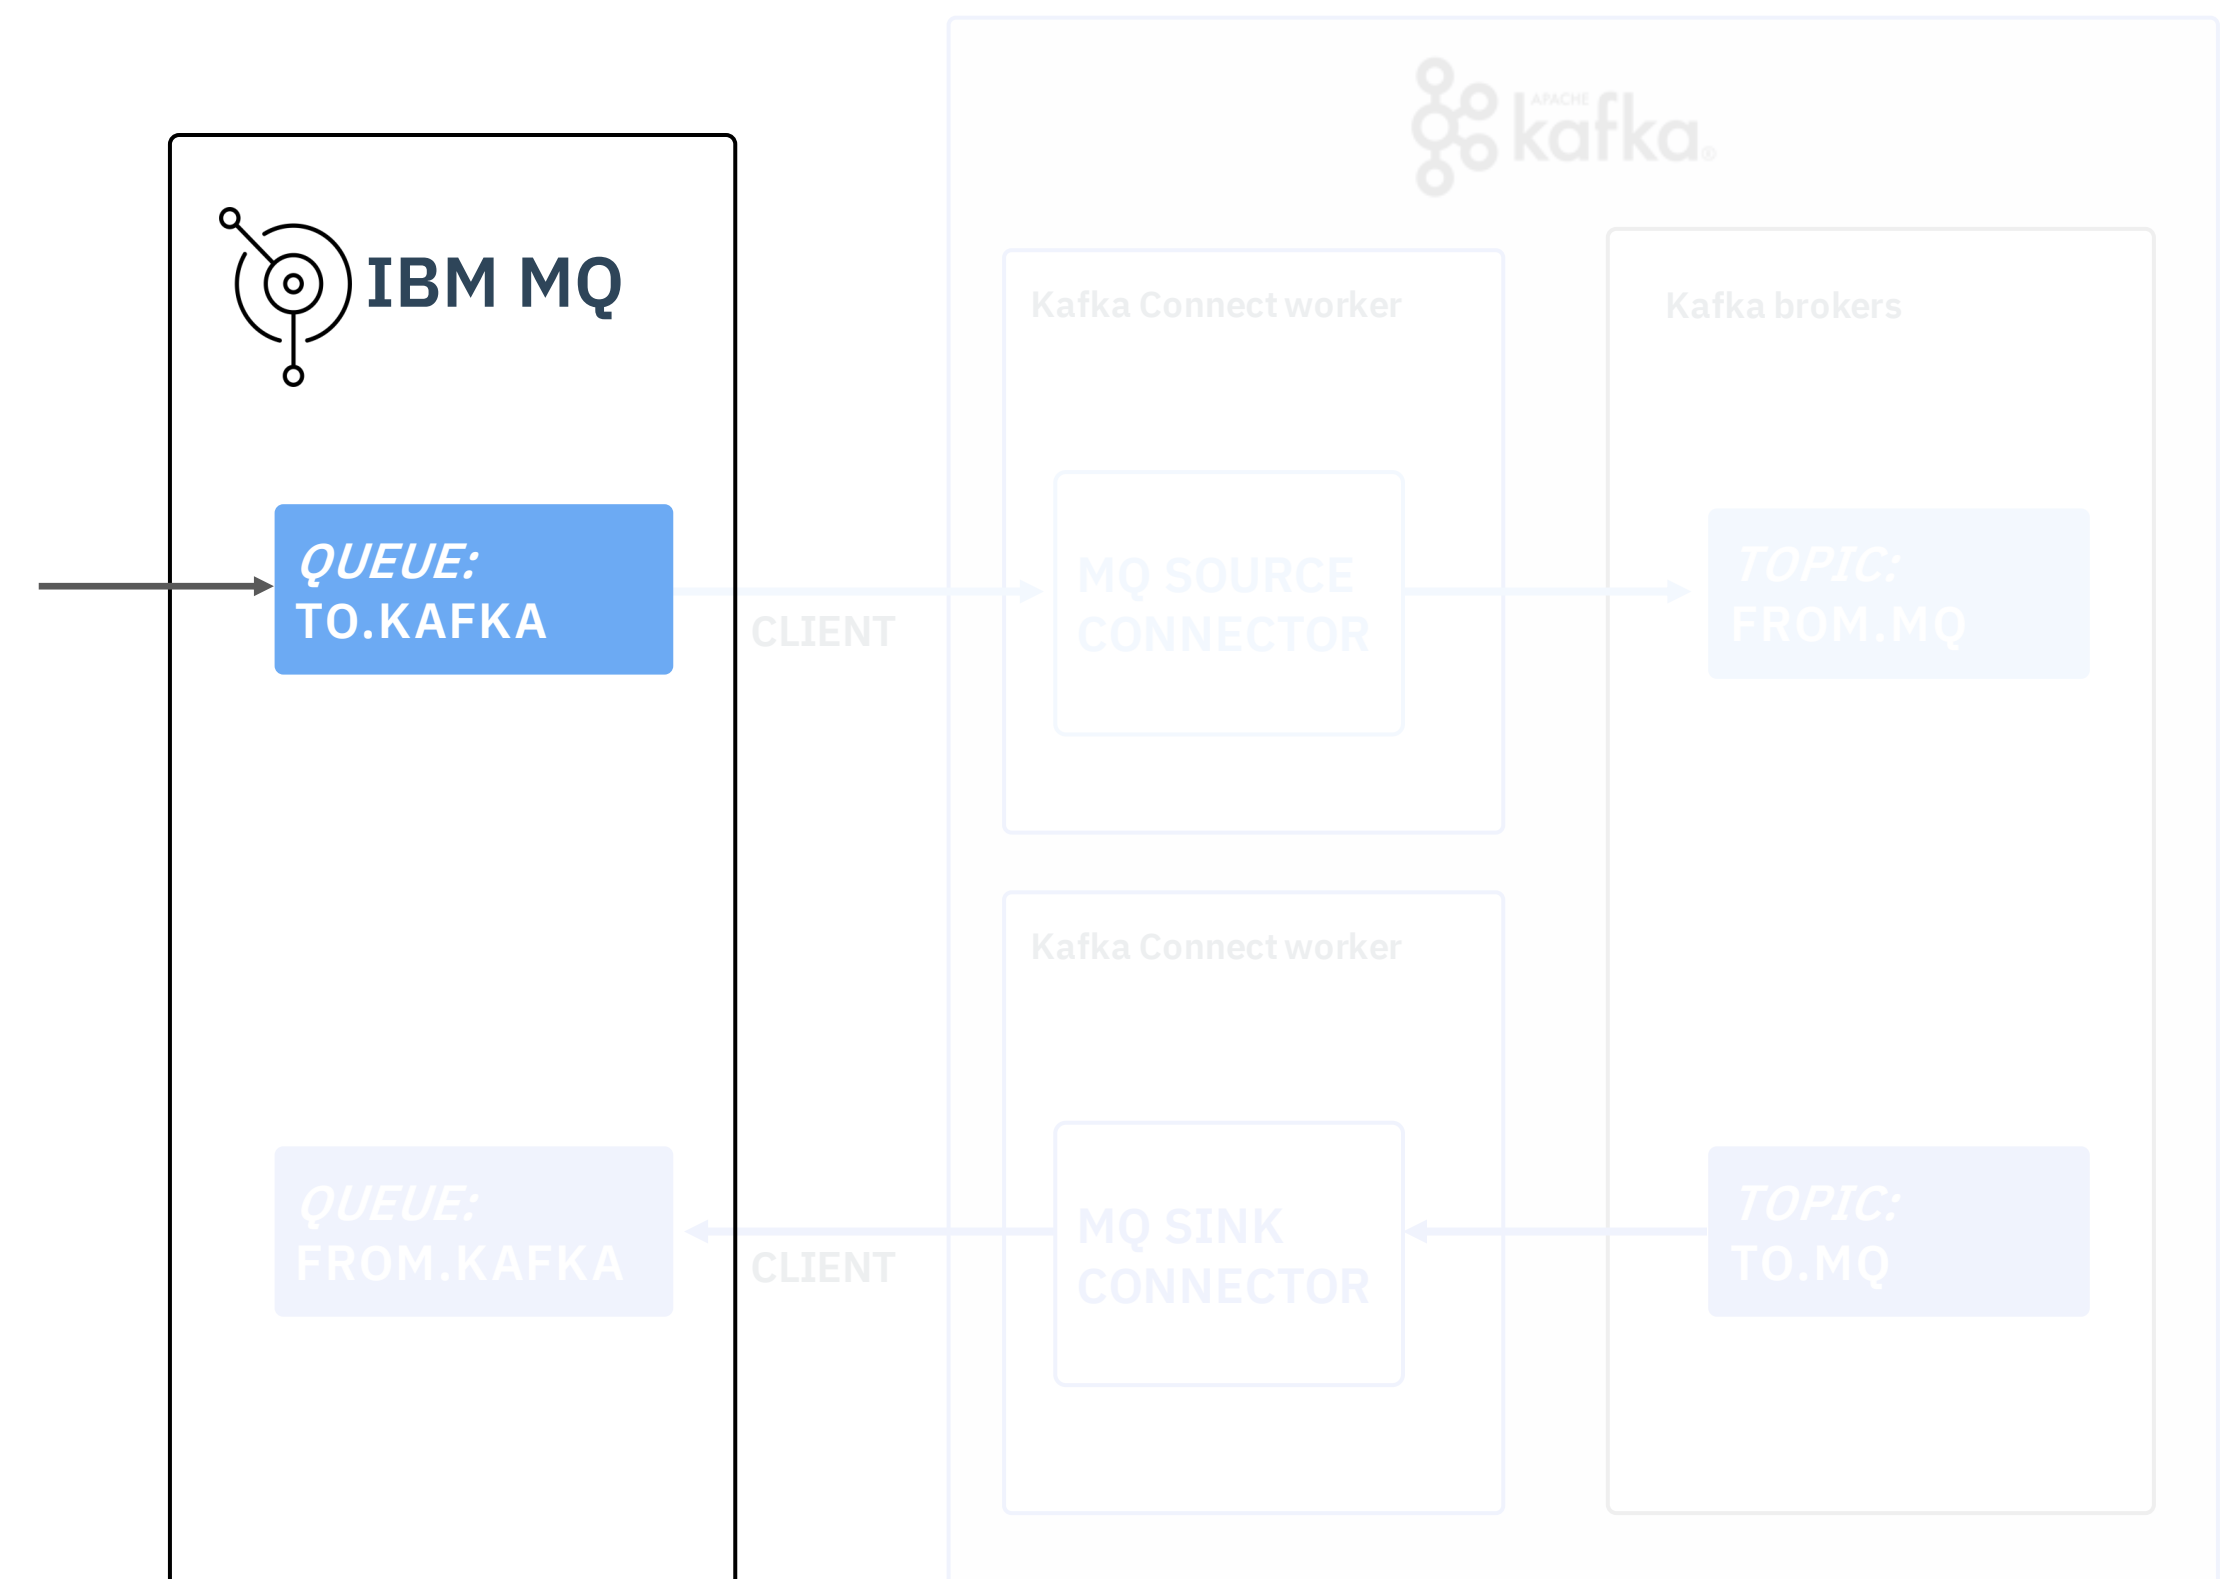 APACHE
kafka®
IBM MQ
Kafka Connect worker
Kafka brokers
QUEUE:
TO.KAFKA
CLIENT
MQ SOURCE
CONNECTOR
TOPIC:
FROM.MQ
Kafka Connect worker
QUEUE:
FROM.KAFKA
CLIENT
MQ SINK
CONNECTOR
TOPIC:
TO.MQ